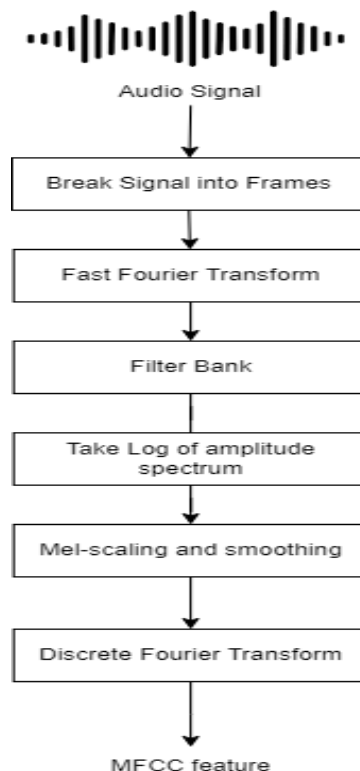 Audio Signal
Break Signal into Frames
Fast Fourier Transform
Filter Bank
Take Log of amplitude
spectrum
Mel-scaling and smoothing
Discrete Fourier Transform
MFCC feature